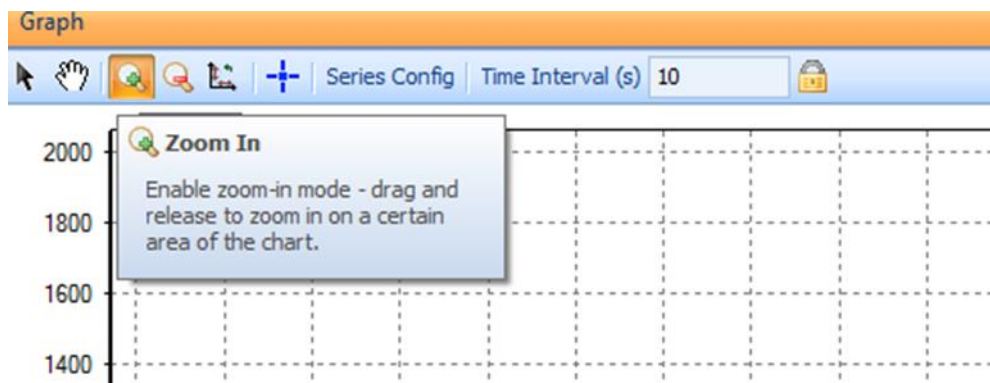 Graph
Series Config Time Interval (s) 10
Zoom In
Enable zoom-in mode - drag and
release to zoom in on a certain
area of the chart.
2000
1800
1600
1400